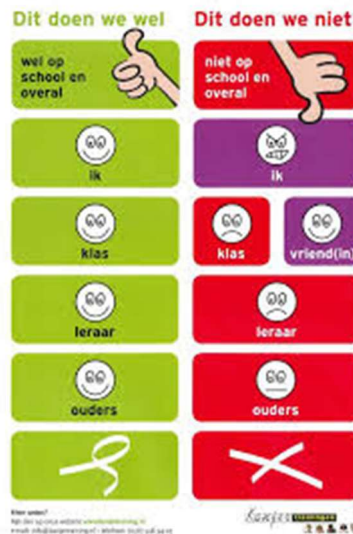 Dit doen we wel
wel op
school en
overal
ik
klas
leraar
ouders
Dit doen we niet
niet op
school en
overal
ik
klas
vriend(in)
leraar
ouders
Kanjertrainingen